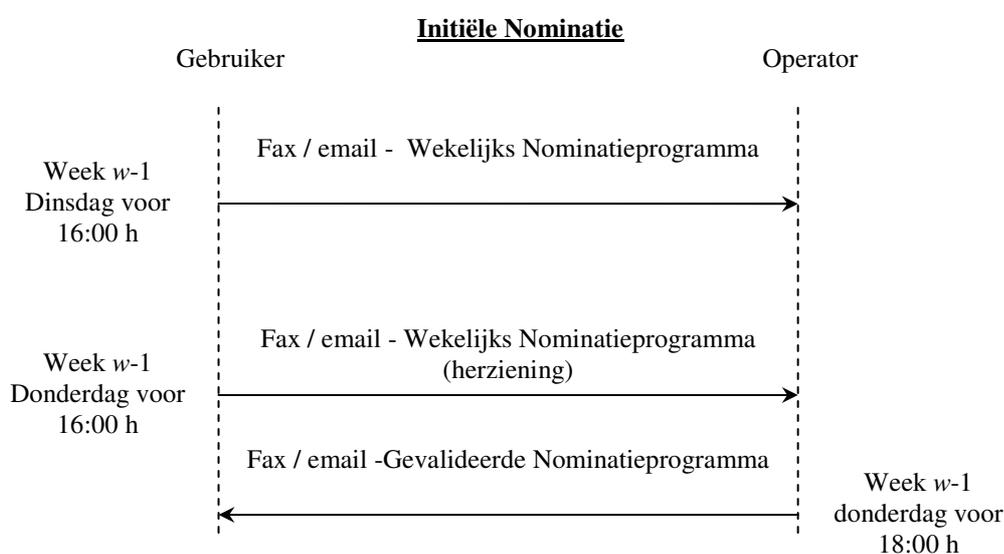 Initiële Nominatie
Gebruiker
Operator
Fax / email -  Wekelijks Nominatieprogramma
Week w-1
Dinsdag voor
16:00 h
Fax / email - Wekelijks Nominatieprogramma
(herziening)
Week w-1
Donderdag voor
16:00 h
Fax / email -Gevalideerde Nominatieprogramma
Week w-1
donderdag voor
18:00 h